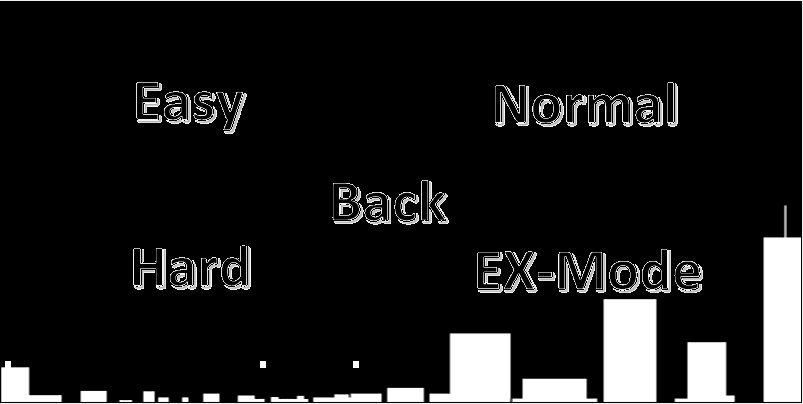 Easy
Normal
Back
Hard
EX-Mode